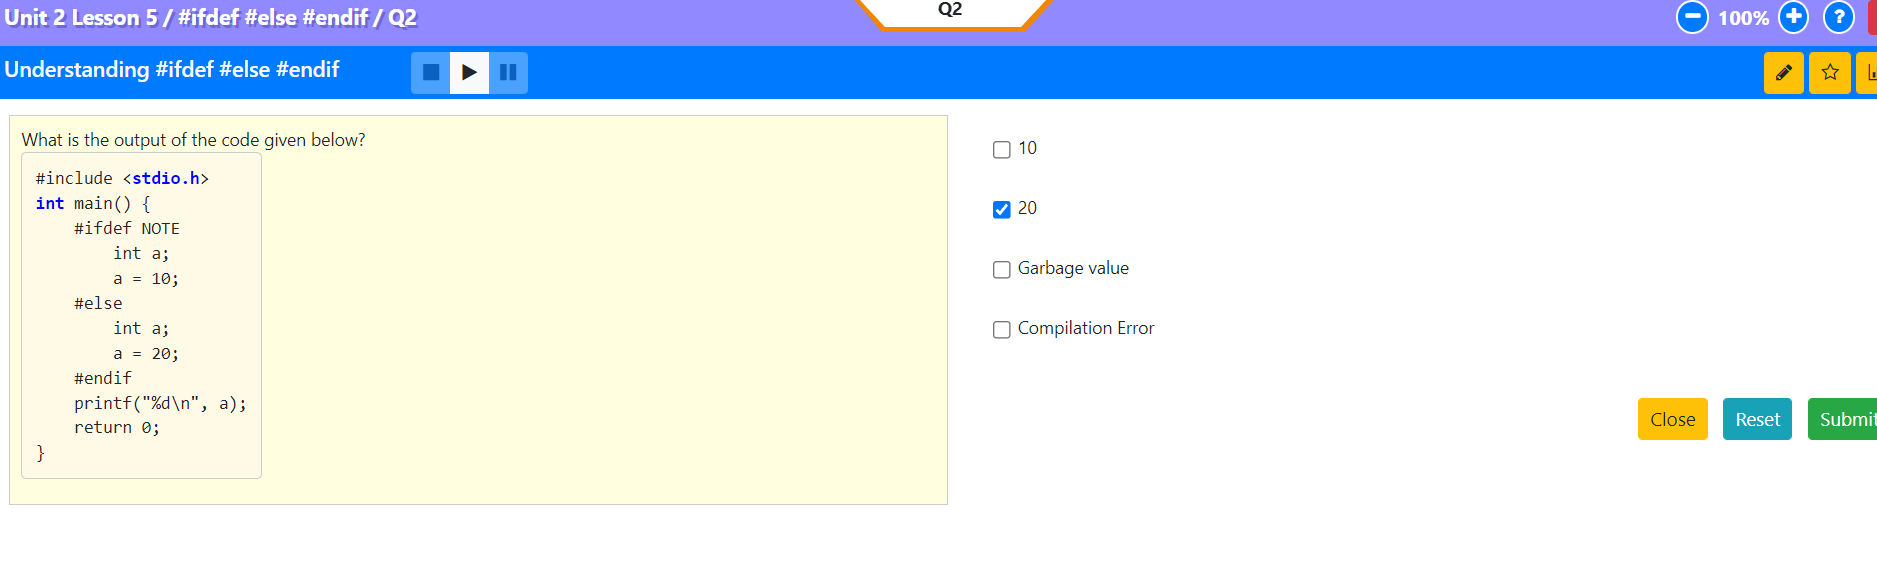 Unit 2 Lesson 5 / #ifdef #else #endif / Q2
Q2
100%
?
Understanding #ifdef #else #endif
What is the output of the code given below?
#include <stdio.h>
int main() {
    #ifdef NOTE
        int a;
        a = 10;
    #else
        int a;
        a = 20;
    #endif
    printf("%d\n", a);
    return 0;
}
10
20
Garbage value
Compilation Error
Close
Reset
Submit